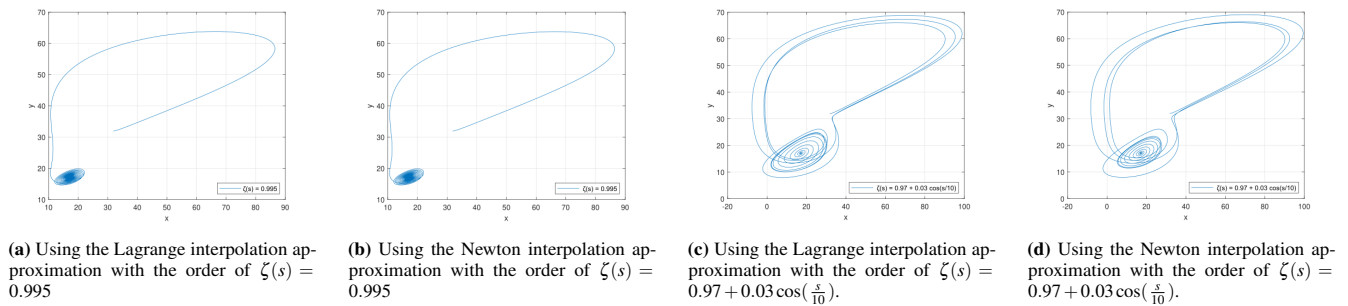 70
60
50
40
30
20
10
y
10 20 30 40 50 60 70 80 90
x
ζ(s) = 0.995
70
60
50
40
30
20
10
y
10 20 30 40 50 60 70 80 90
x
ζ(s) = 0.995
70
60
50
40
30
20
10
0
y
-20 0 20 40 60 80 100
x
ζ(s) = 0.97 + 0.03 cos(s/10)
70
60
50
40
30
20
10
0
y
-20 0 20 40 60 80 100
x
ζ(s) = 0.97 + 0.03 cos(s/10)
(a) Using the Lagrange interpolation ap-
proximation with the order of ζ(s) =
0.995
(b) Using the Newton interpolation ap-
proximation with the order of ζ(s) =
0.995
(c) Using the Lagrange interpolation ap-
proximation with the order of ζ(s) =
0.97 + 0.03 cos(s/10).
(d) Using the Newton interpolation ap-
proximation with the order of ζ(s) =
0.97 + 0.03 cos(s/10).